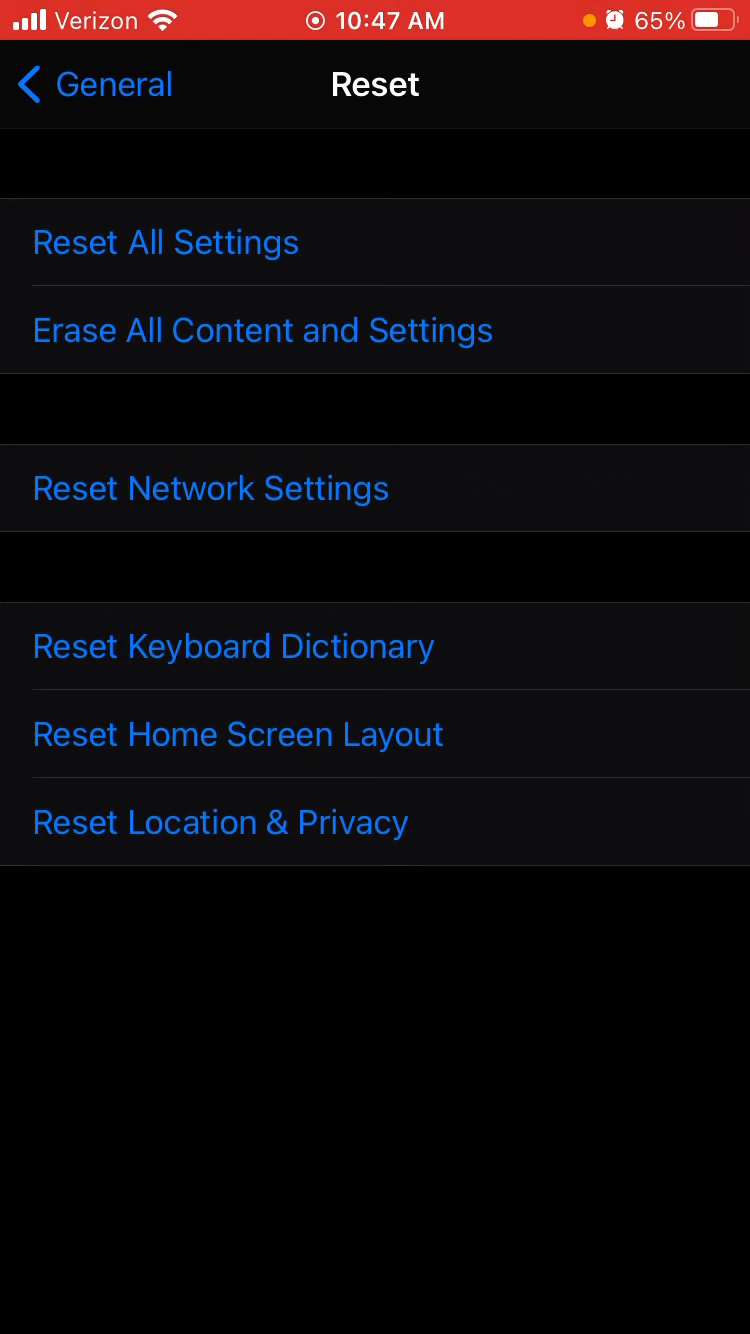 Verizon 10:47 AM 65%
General Reset
Reset All Settings
Erase All Content and Settings
Reset Network Settings
Reset Keyboard Dictionary
Reset Home Screen Layout
Reset Location & Privacy